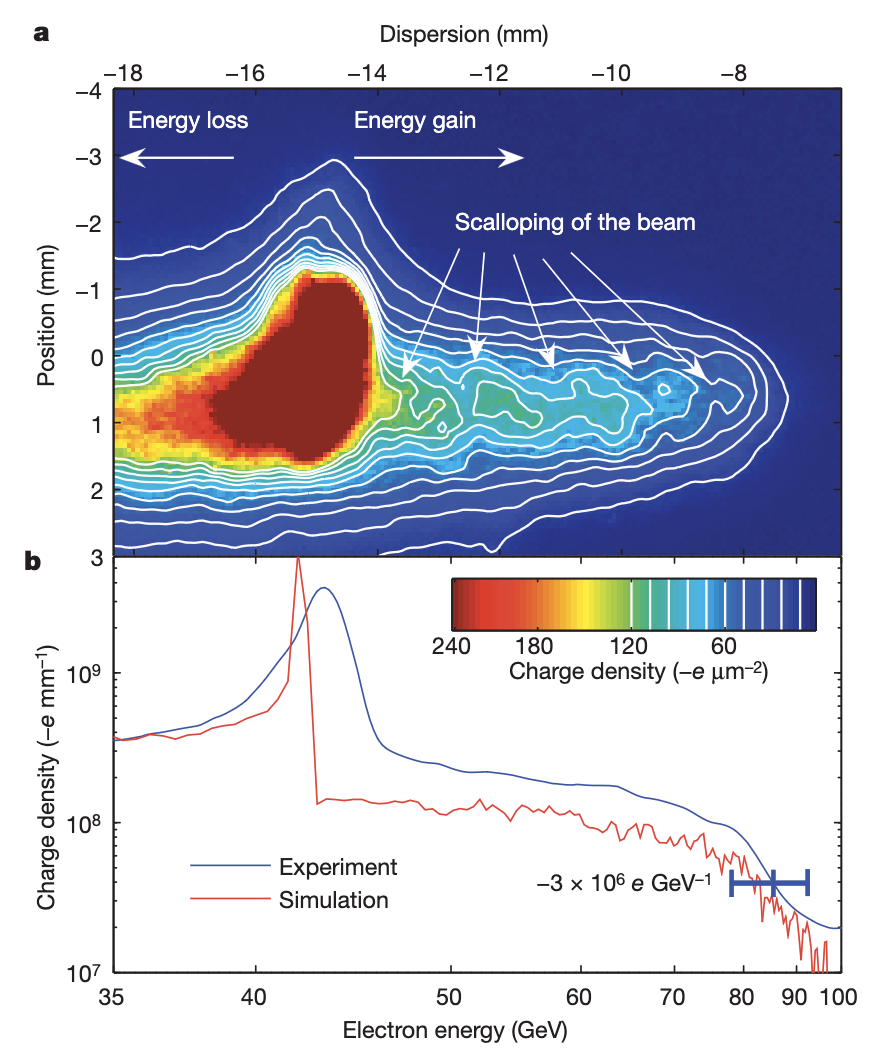 a
Dispersion (mm)
−18 −16 −14 −12 −10 −8
−4
Energy loss Energy gain
−3
Scalloping of the beam
−2
−1
Position (mm)
0
1
2
3
b
240 180 120 60
Charge density (−e μm⁻²)
10⁹
Charge density (−e mm⁻¹)
10⁸
Experiment
−3 × 10⁶ e GeV⁻¹
Simulation
10⁷
35 40 50 60 70 80 90 100
Electron energy (GeV)